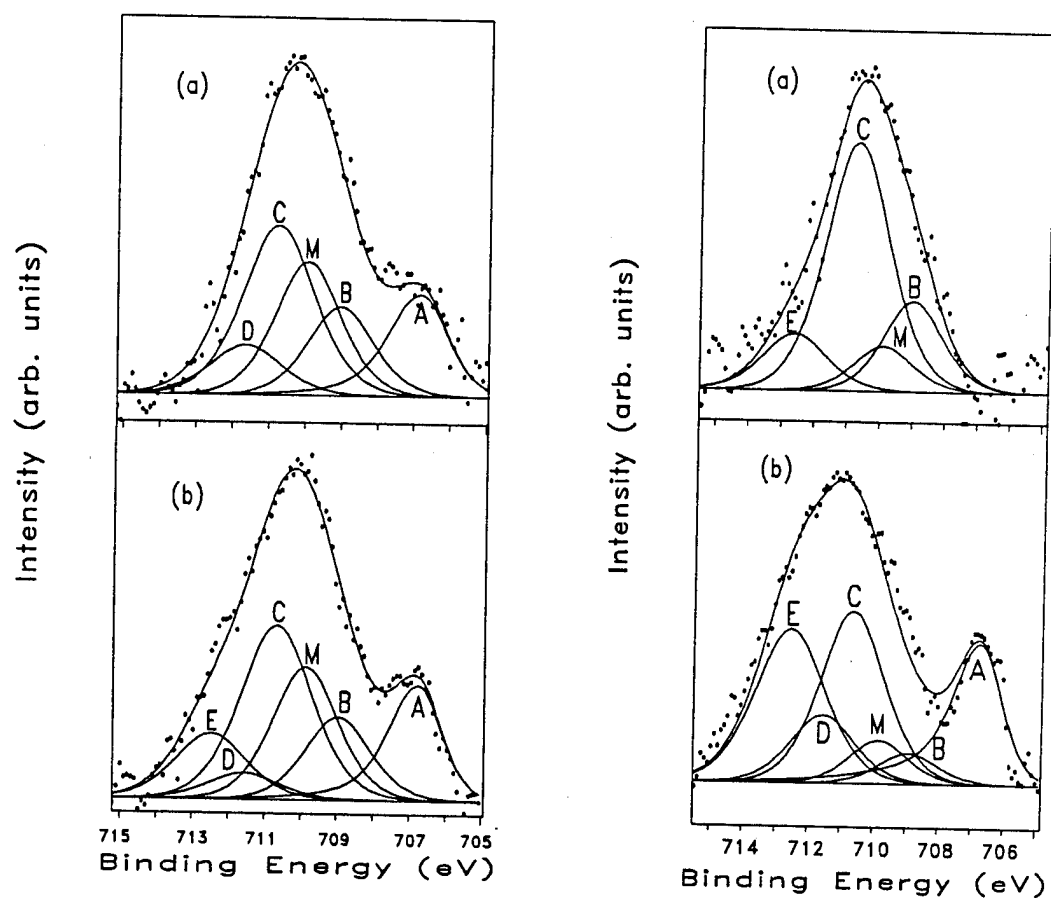 (a)
C
M
B
A
D
Intensity (arb. units)
(b)
C
M
B
A
E
D
715 713 711 709 707 705
Binding Energy (eV)
(a)
C
B
E
M
Intensity (arb. units)
(b)
E
C
A
D
M
B
714 712 710 708 706
Binding Energy (eV)